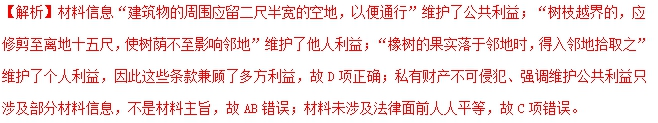 【解析】材料信息“建筑物的周围应留二尺半宽的空地，以便通行”维护了公共利益；“树枝越界的，应
修剪至离地十五尺，使树荫不至影响邻地”维护了他人利益；“橡树的果实落于邻地时，得入邻地拾取之”
维护了个人利益，因此这些条款兼顾了多方利益，故 D 项正确；私有财产不可侵犯、强调维护公共利益只
涉及部分材料信息，不是材料主旨，故 AB 错误；材料未涉及法律面前人人平等，故 C 项错误。